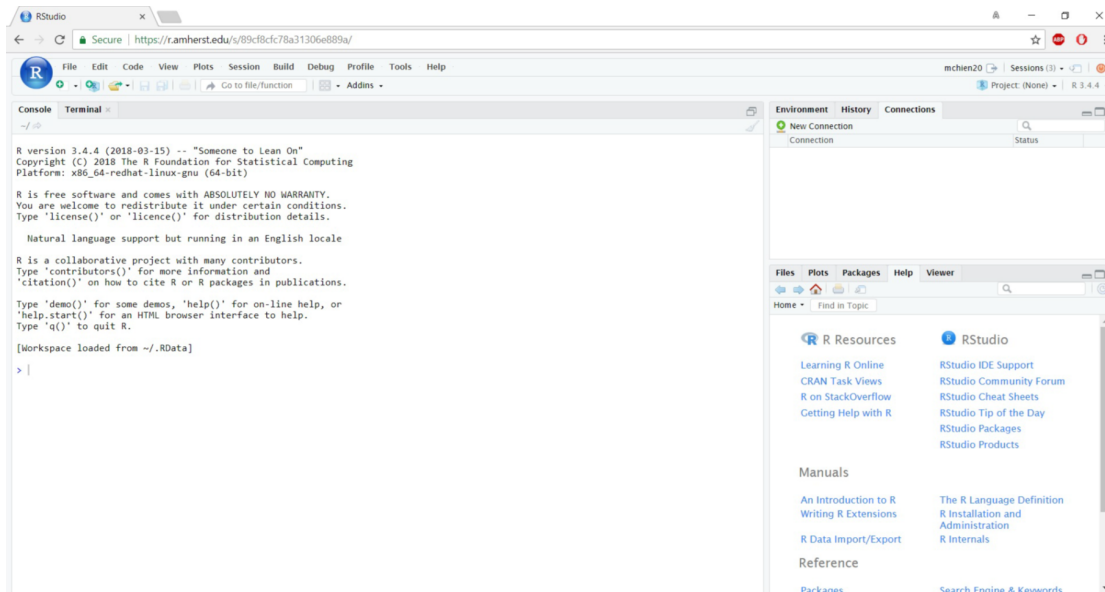 RStudio
Secure | https://r.amherst.edu/s/89cf8cfc78a31306e889a/
ABP
R File Edit Code View Plots Session Build Debug Profile Tools Help
mchien20 Sessions (3)
Go to file/function Addins
Project: (None) R 3.4.4
Console Terminal
~/
R version 3.4.4 (2018-03-15) -- "Someone to Lean On"
Copyright (C) 2018 The R Foundation for Statistical Computing
Platform: x86_64-redhat-linux-gnu (64-bit)
R is free software and comes with ABSOLUTELY NO WARRANTY.
You are welcome to redistribute it under certain conditions.
Type 'license()' or 'licence()' for distribution details.
Natural language support but running in an English locale
R is a collaborative project with many contributors.
Type 'contributors()' for more information and
'citation()' on how to cite R or R packages in publications.
Type 'demo()' for some demos, 'help()' for on-line help, or
'help.start()' for an HTML browser interface to help.
Type 'q()' to quit R.
[Workspace loaded from ~/.RData]
>
Environment History Connections
New Connection
Connection Status
Files Plots Packages Help Viewer
Home Find in Topic
R Resources
Learning R Online
CRAN Task Views
R on StackOverflow
Getting Help with R
R RStudio
RStudio IDE Support
RStudio Community Forum
RStudio Cheat Sheets
RStudio Tip of the Day
RStudio Packages
RStudio Products
Manuals
An Introduction to R
Writing R Extensions
R Data Import/Export
The R Language Definition
R Installation and
Administration
R Internals
Reference
Packages
Search Engine & Keywords